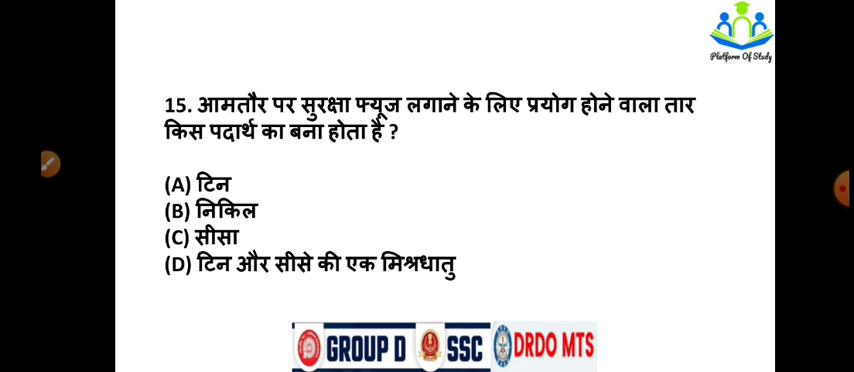 Platform Of Study
15. आमतौर पर सुरक्षा फ्यूज लगाने के लिए प्रयोग होने वाला तार
किस पदार्थ का बना होता है ?
(A) टिन
(B) निकिल
(C) सीसा
(D) टिन और सीसे की एक मिश्रधातु
GROUP D SSC DRDO MTS